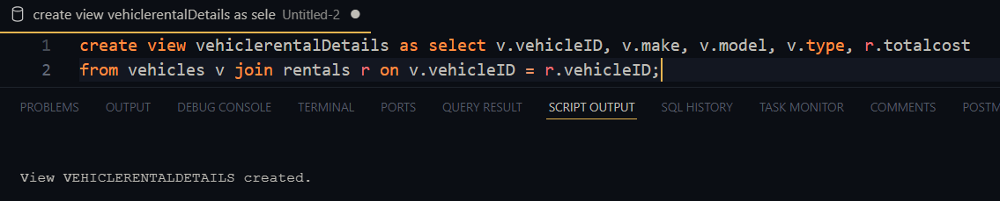 create view vehiclerentalDetails as sele Untitled-2
1 create view vehiclerentalDetails as select v.vehicleID, v.make, v.model, v.type, r.totalcost
2 from vehicles v join rentals r on v.vehicleID = r.vehicleID;
PROBLEMS OUTPUT DEBUG CONSOLE TERMINAL PORTS QUERY RESULT SCRIPT OUTPUT SQL HISTORY TASK MONITOR COMMENTS POSTM
View VEHICLERENTALDETAILS created.